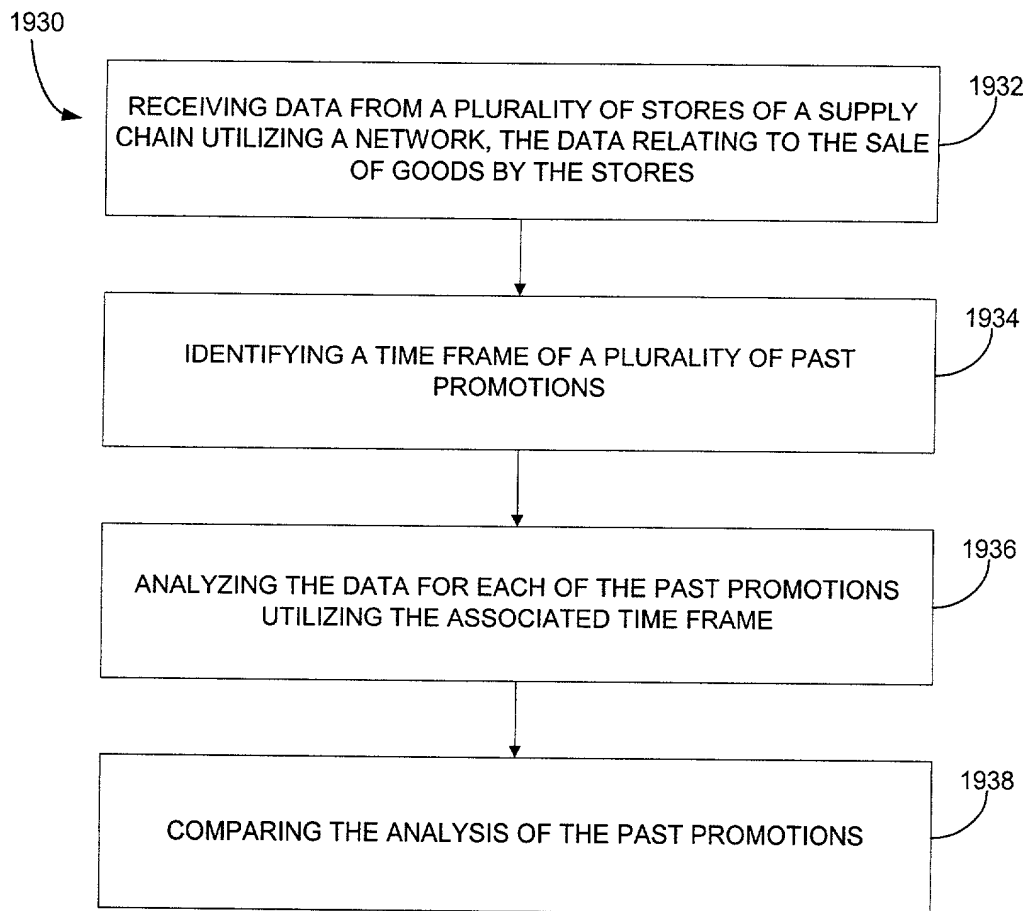 1930
RECEIVING DATA FROM A PLURALITY OF STORES OF A SUPPLY
CHAIN UTILIZING A NETWORK, THE DATA RELATING TO THE SALE
OF GOODS BY THE STORES
1932
IDENTIFYING A TIME FRAME OF A PLURALITY OF PAST
PROMOTIONS
1934
ANALYZING THE DATA FOR EACH OF THE PAST PROMOTIONS
UTILIZING THE ASSOCIATED TIME FRAME
1936
COMPARING THE ANALYSIS OF THE PAST PROMOTIONS
1938